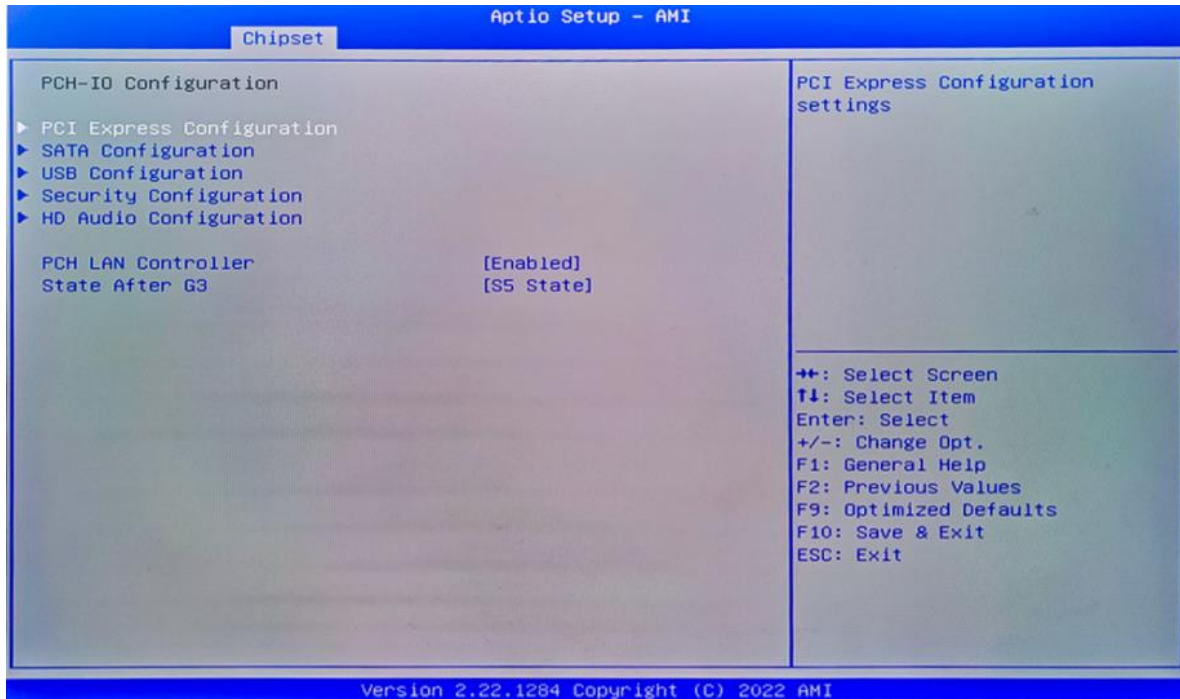 Aptio Setup - AMI
Chipset
PCH-IO Configuration
PCI Express Configuration
SATA Configuration
USB Configuration
Security Configuration
HD Audio Configuration
PCH LAN Controller [Enabled]
State After G3 [S5 State]
PCI Express Configuration
settings
→←: Select Screen
↑↓: Select Item
Enter: Select
+/-: Change Opt.
F1: General Help
F2: Previous Values
F9: Optimized Defaults
F10: Save & Exit
ESC: Exit
Version 2.22.1284 Copyright (C) 2022 AMI